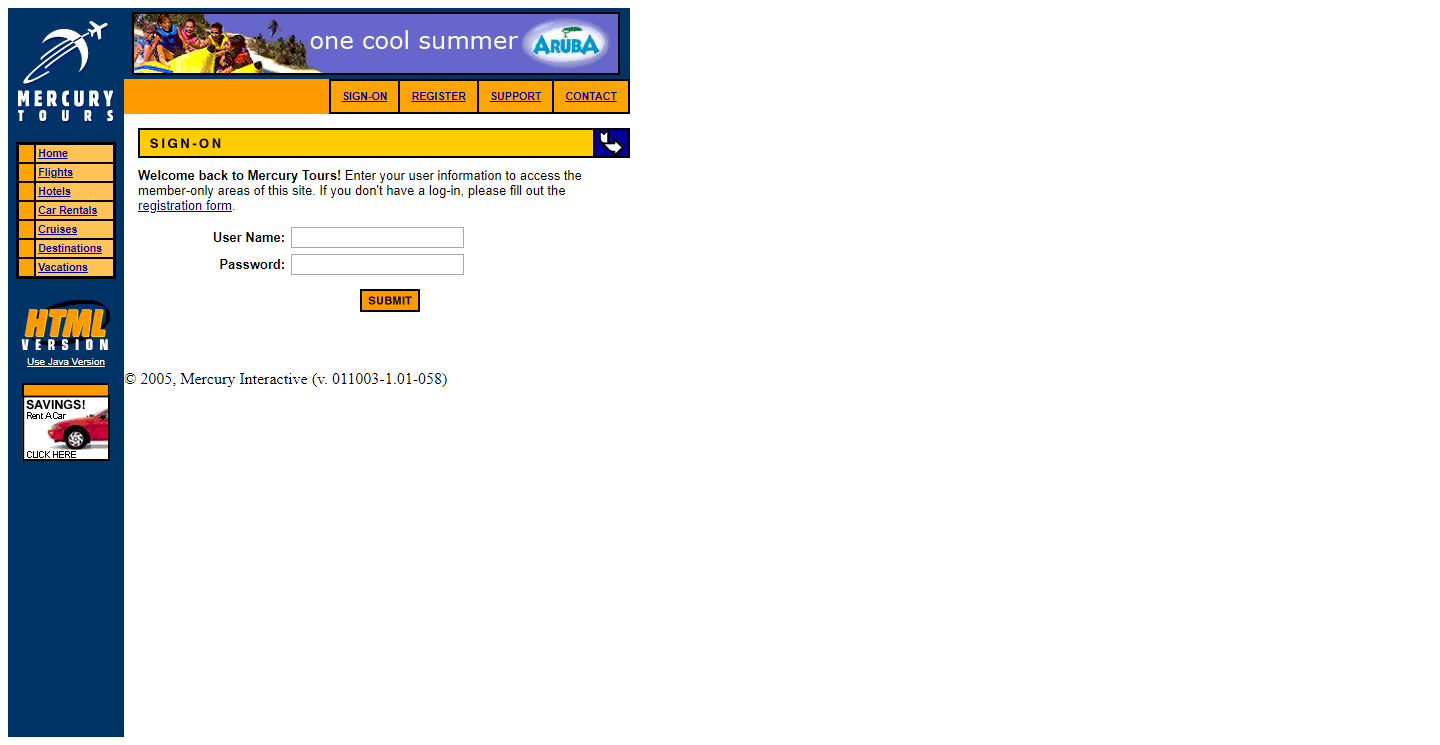 one cool summer ARUBA
MERCURY
TOURS
SIGN-ON REGISTER SUPPORT CONTACT
Home
Flights
Hotels
Car Rentals
Cruises
Destinations
Vacations
HTML
VERSION
Use Java Version
SAVINGS!
Rent A Car
CLICK HERE
SIGN-ON
Welcome back to Mercury Tours! Enter your user information to access the
member-only areas of this site. If you don't have a log-in, please fill out the
registration form.
User Name:
Password:
SUBMIT
© 2005, Mercury Interactive (v. 011003-1.01-058)